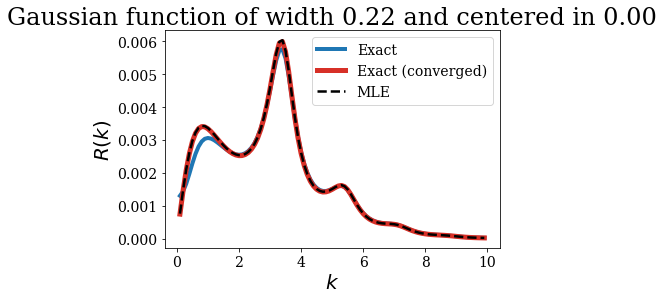 Gaussian function of width 0.22 and centered in 0.00
R(k)
0.006
0.005
0.004
0.003
0.002
0.001
0.000
Exact
Exact (converged)
MLE
0 2 4 6 8 10
k